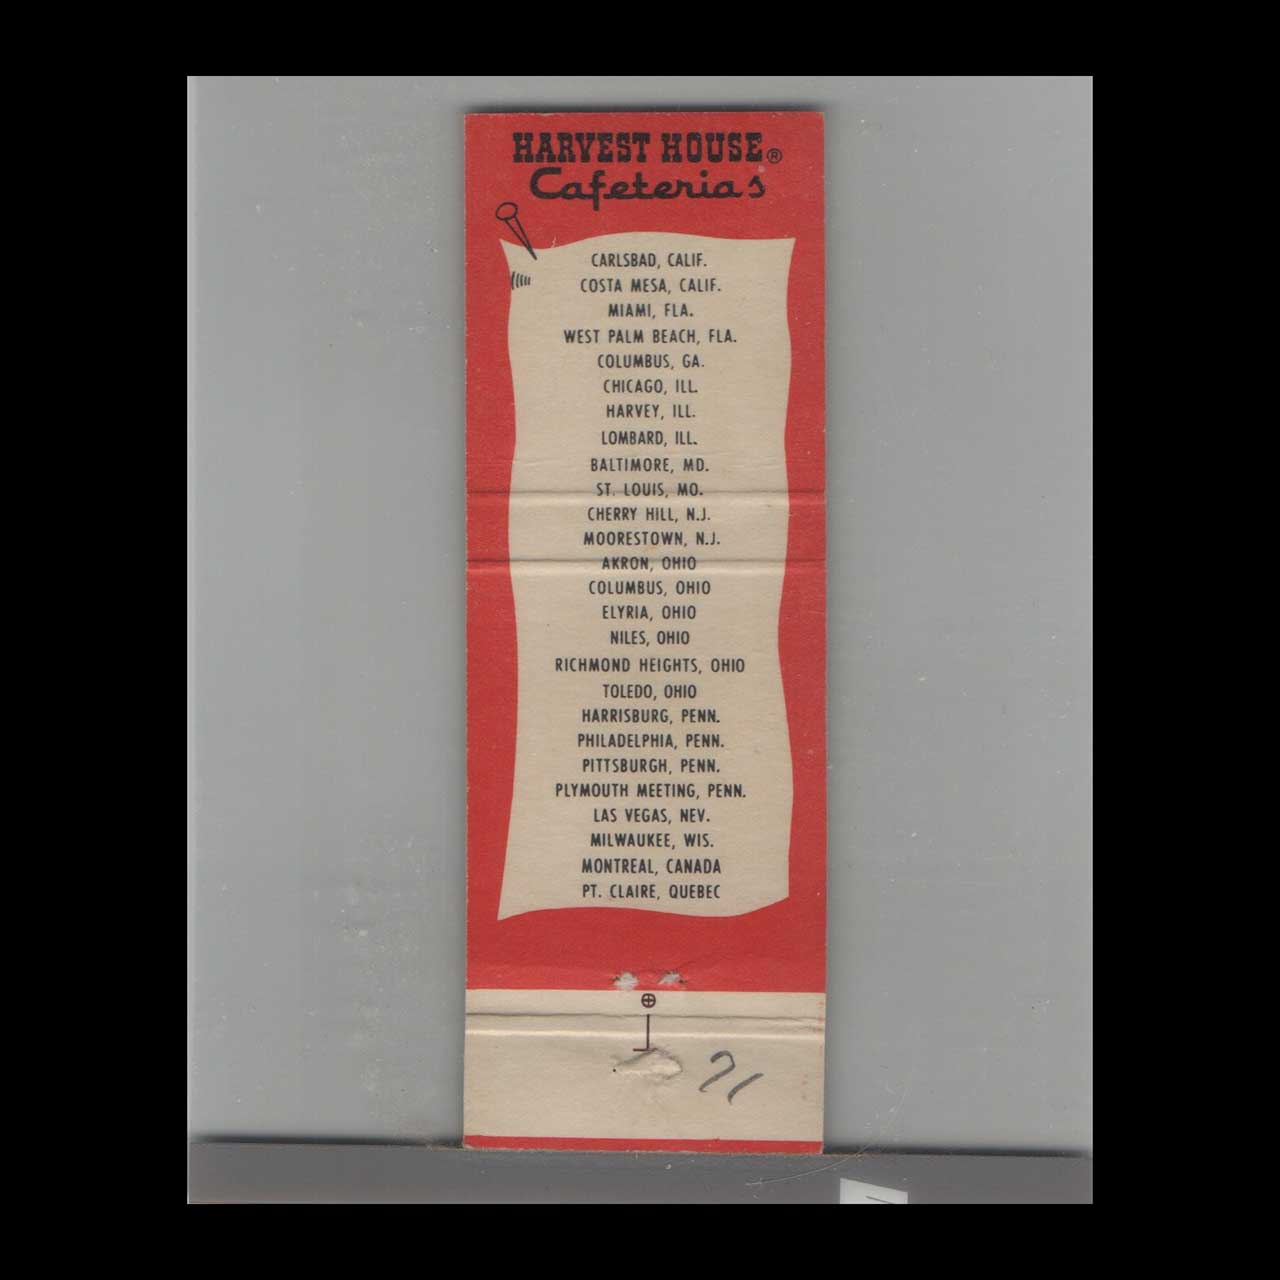 HARVEST HOUSE®
Cafeterias
CARLSBAD, CALIF.
COSTA MESA, CALIF.
MIAMI, FLA.
WEST PALM BEACH, FLA.
COLUMBUS, GA.
CHICAGO, ILL.
HARVEY, ILL.
LOMBARD, ILL.
BALTIMORE, MD.
ST. LOUIS, MO.
CHERRY HILL, N.J.
MOORESTOWN, N.J.
AKRON, OHIO
COLUMBUS, OHIO
ELYRIA, OHIO
NILES, OHIO
RICHMOND HEIGHTS, OHIO
TOLEDO, OHIO
HARRISBURG, PENN.
PHILADELPHIA, PENN.
PITTSBURGH, PENN.
PLYMOUTH MEETING, PENN.
LAS VEGAS, NEV.
MILWAUKEE, WIS.
MONTREAL, CANADA
PT. CLAIRE, QUEBEC
71